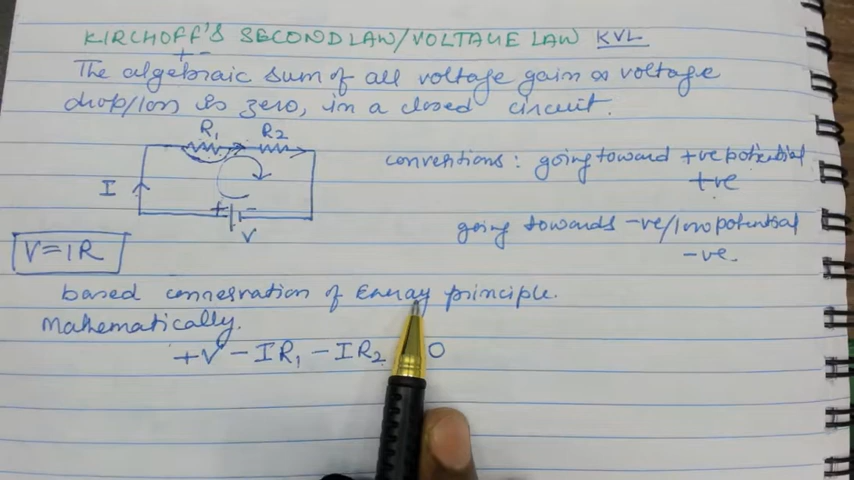 KIRCHOFF'S SECOND LAW/VOLTAGE LAW KVL
+ -
The algebraic sum of all voltage gain or voltage
drop/loss is zero, in a closed circuit.
R₁ R₂
I
+ -
V
conventions: going toward +ve potential
+ve
going towards -ve/low potential
-ve.
V=IR
based conservation of Energy principle.
Mathematically.
+V - IR₁ - IR₂ 0